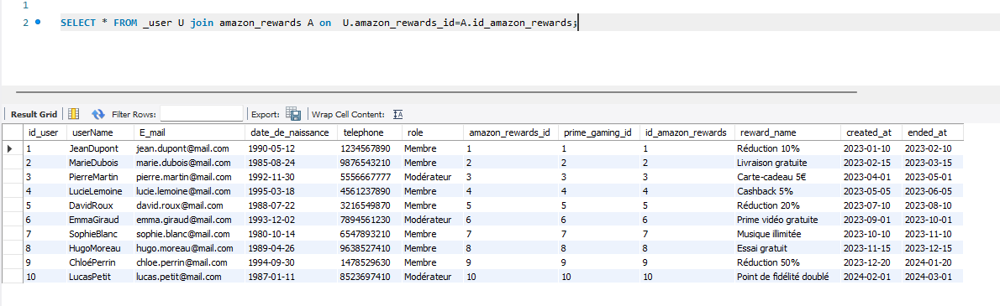 1
2 SELECT * FROM _user U join amazon_rewards A on  U.amazon_rewards_id=A.id_amazon_rewards;
Result Grid Filter Rows: Export: Wrap Cell Content:
id_user userName E_mail date_de_naissance telephone role amazon_rewards_id prime_gaming_id id_amazon_rewards reward_name created_at ended_at
1 JeanDupont jean.dupont@mail.com 1990-05-12 1234567890 Membre 1 1 1 Réduction 10% 2023-01-10 2023-02-10
2 MarieDubois marie.dubois@mail.com 1985-08-24 9876543210 Membre 2 2 2 Livraison gratuite 2023-02-15 2023-03-15
3 PierreMartin pierre.martin@mail.com 1992-11-30 5556667777 Modérateur 3 3 3 Carte-cadeau 5€ 2023-04-01 2023-05-01
4 LucieLemoine lucie.lemoine@mail.com 1995-03-18 4561237890 Membre 4 4 4 Cashback 5% 2023-05-05 2023-06-05
5 DavidRoux david.roux@mail.com 1988-07-22 3216549870 Membre 5 5 5 Réduction 20% 2023-07-10 2023-08-10
6 EmmaGiraud emma.giraud@mail.com 1993-12-02 7894561230 Modérateur 6 6 6 Prime vidéo gratuite 2023-09-01 2023-10-01
7 SophieBlanc sophie.blanc@mail.com 1980-10-14 6547893210 Membre 7 7 7 Musique illimitée 2023-10-10 2023-11-10
8 HugoMoreau hugo.moreau@mail.com 1989-04-26 9638527410 Membre 8 8 8 Essai gratuit 2023-11-15 2023-12-15
9 ChloéPerrin chloe.perrin@mail.com 1994-09-30 1478529630 Membre 9 9 9 Réduction 50% 2023-12-20 2024-01-20
10 LucasPetit lucas.petit@mail.com 1987-01-11 8523697410 Modérateur 10 10 10 Point de fidélité doublé 2024-02-01 2024-03-01